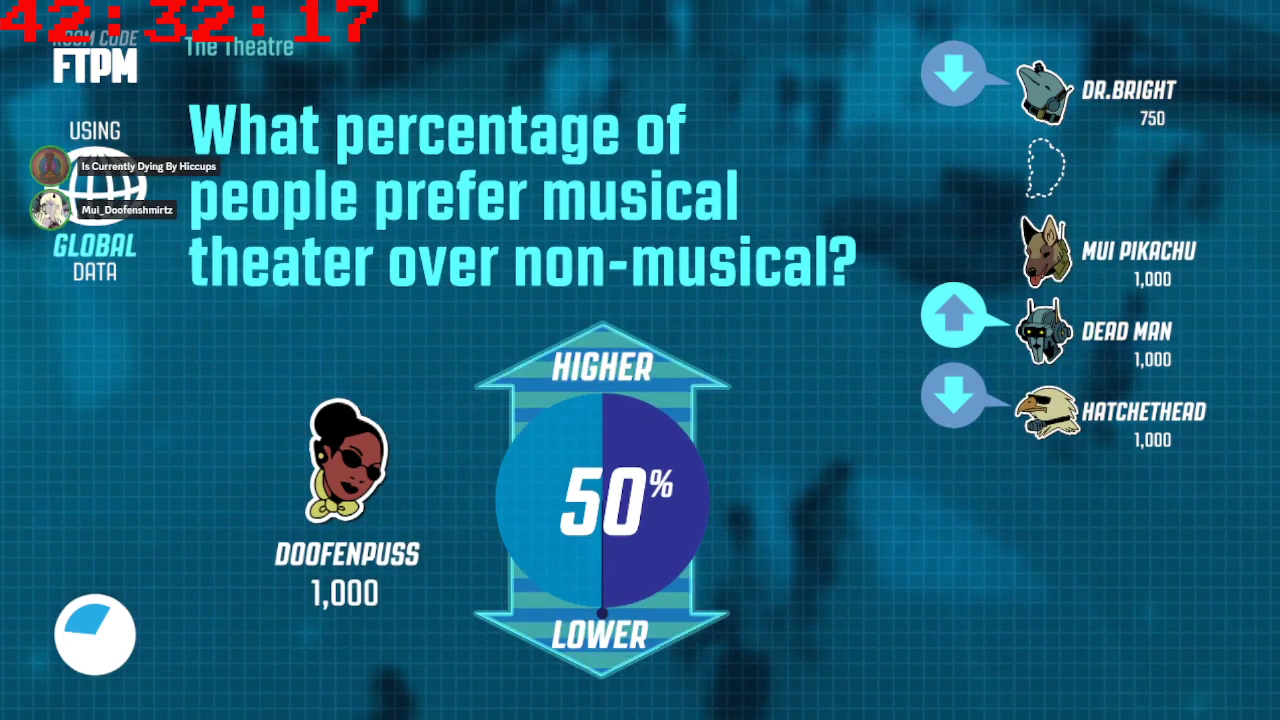 42:32:17
ROOM CODE
FTPM
The Theatre
USING
Is Currently Dying By Hiccups
Mui_Doofenshmirtz
GLOBAL
DATA
What percentage of
people prefer musical
theater over non-musical?
HIGHER
50%
LOWER
DOOFENPUSS
1,000
DR.BRIGHT
750
MUI PIKACHU
1,000
DEAD MAN
1,000
HATCHETHEAD
1,000